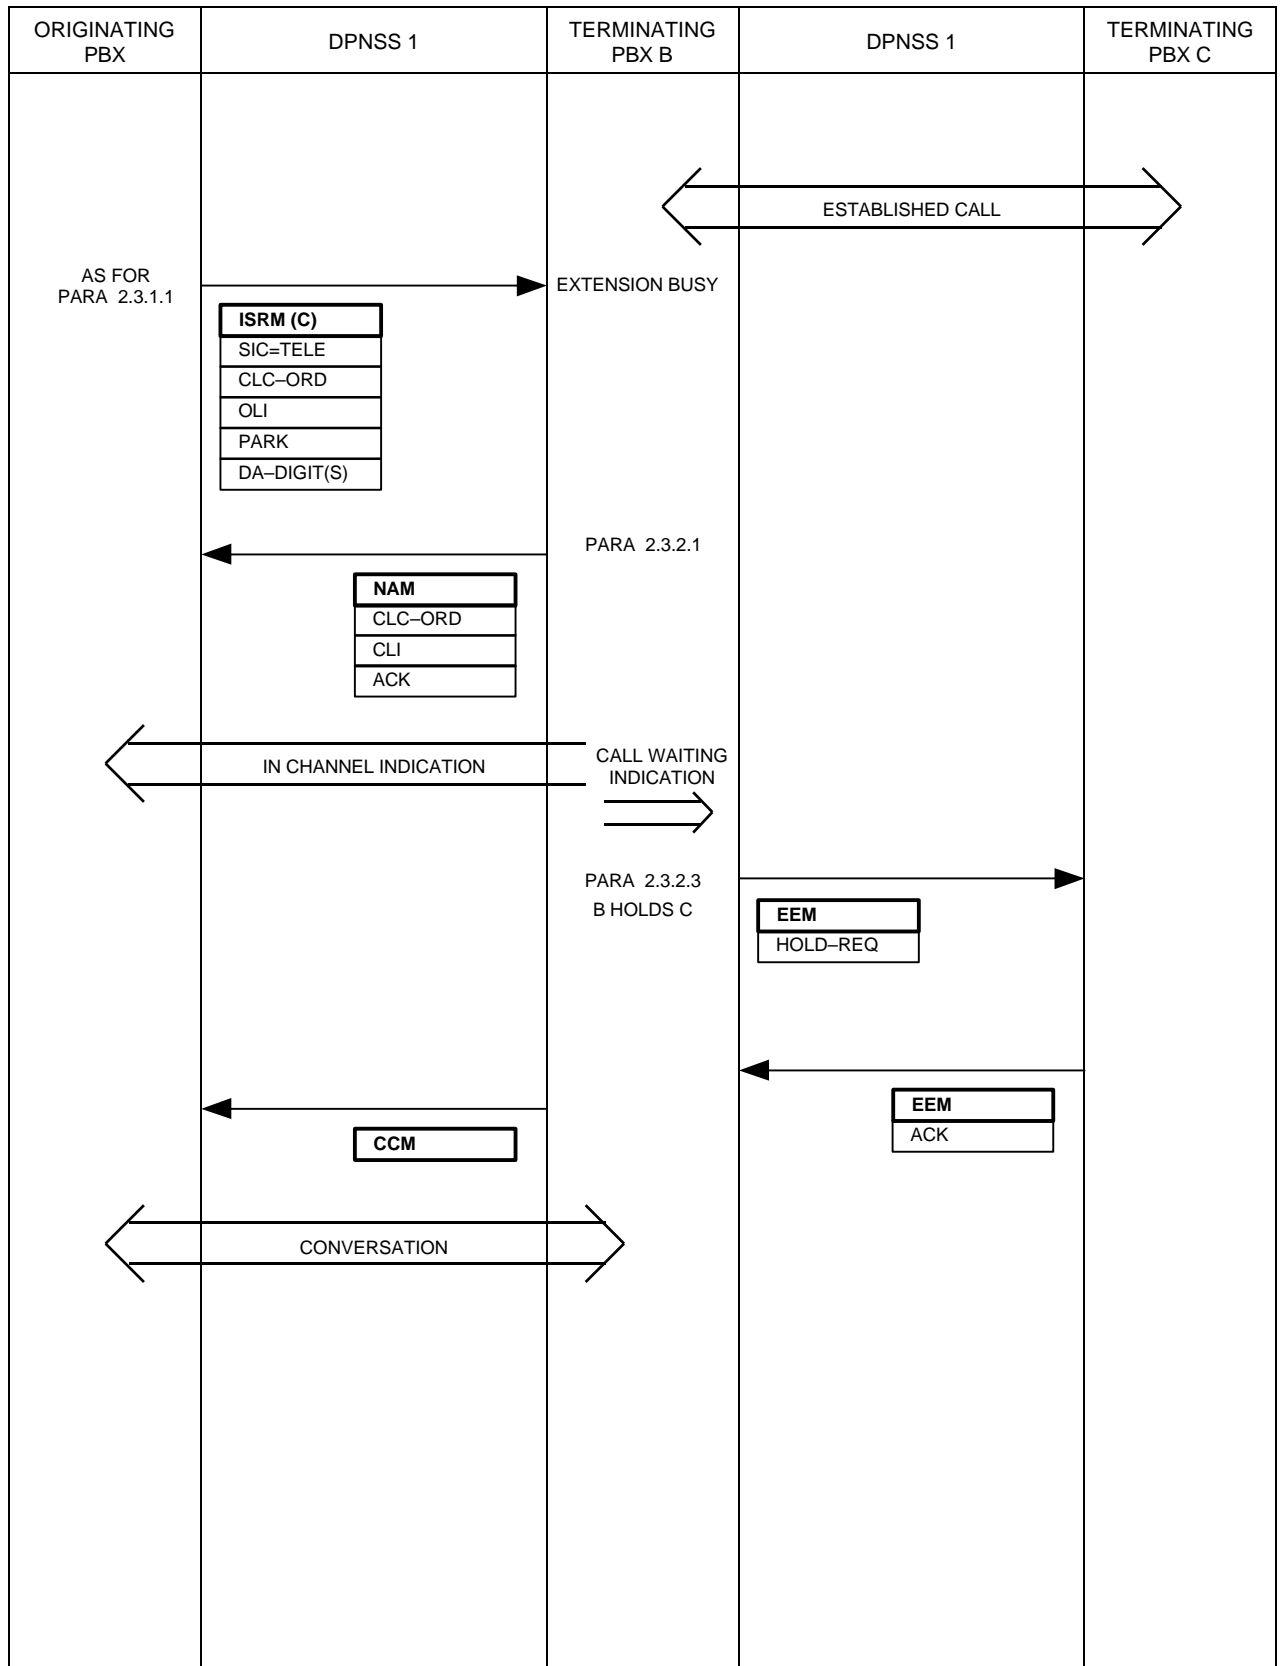 ORIGINATING
PBX
DPNSS 1
TERMINATING
PBX B
DPNSS 1
TERMINATING
PBX C
ESTABLISHED CALL
AS FOR
PARA 2.3.1.1
EXTENSION BUSY
ISRM (C)
SIC=TELE
CLC–ORD
OLI
PARK
DA–DIGIT(S)
PARA 2.3.2.1
NAM
CLC–ORD
CLI
ACK
IN CHANNEL INDICATION
CALL WAITING
INDICATION
PARA 2.3.2.3
B HOLDS C
EEM
HOLD–REQ
EEM
ACK
CCM
CONVERSATION